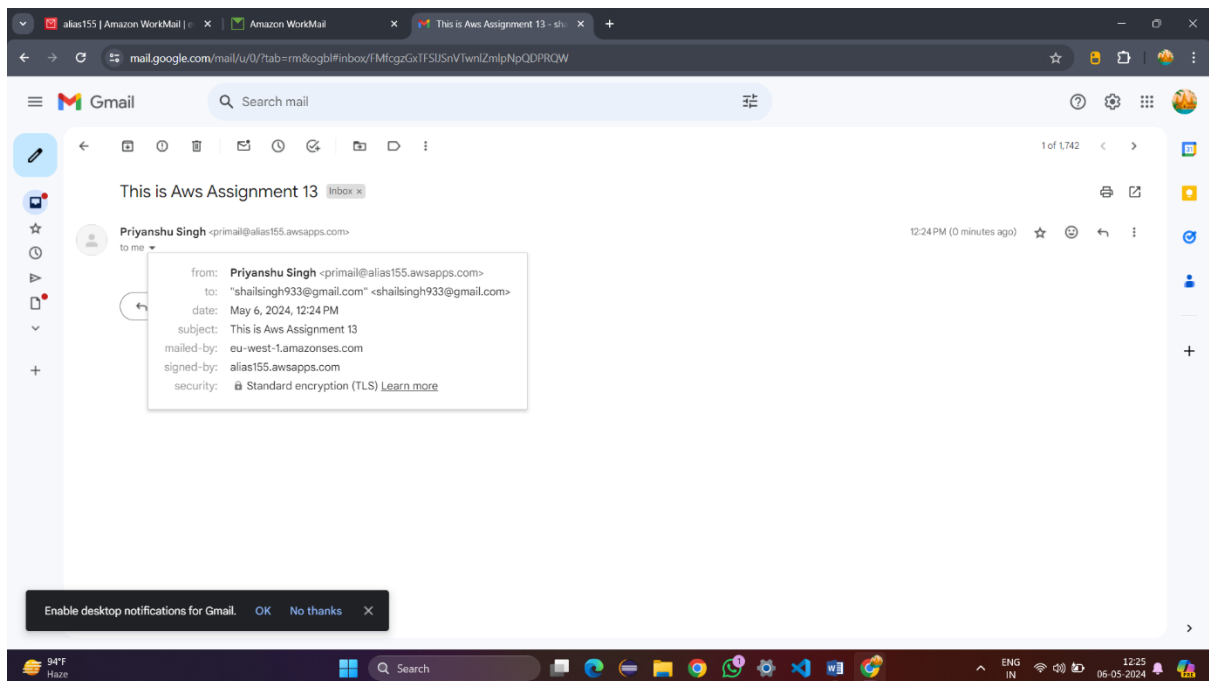 alias155 | Amazon WorkMail | e
Amazon WorkMail
This is Aws Assignment 13 - sh
mail.google.com/mail/u/0/?tab=rm&ogbl#inbox/
Gmail
Search mail
1 of 1,742
This is Aws Assignment 13 Inbox x
Priyanshu Singh <primail@alias155.awsapps.com> 12:24 PM (0 minutes ago)
to me
from: Priyanshu Singh <primail@alias155.awsapps.com>
to: "shailsingh933@gmail.com" <shailsingh933@gmail.com>
date: May 6, 2024, 12:24 PM
subject: This is Aws Assignment 13
mailed-by: eu-west-1.amazonses.com
signed-by: alias155.awsapps.com
security: Standard encryption (TLS) Learn more
Enable desktop notifications for Gmail. OK No thanks
94°F
Haze
Search
ENG
IN
12:25
06-05-2024